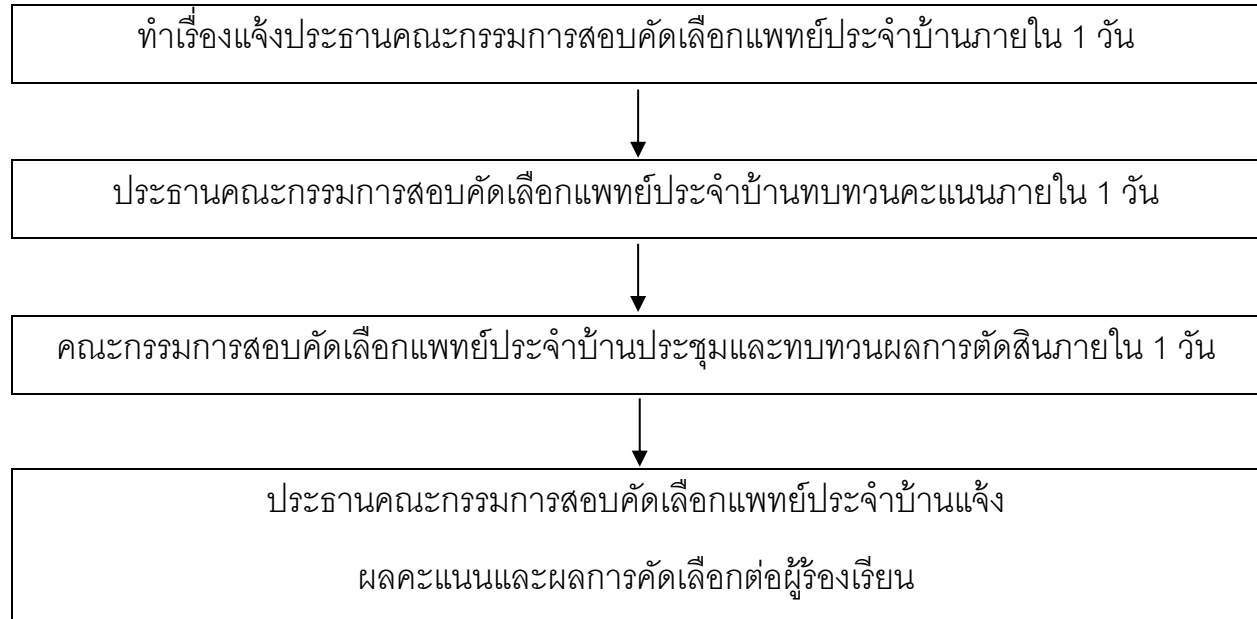 ทำเรื่องแจ้งประธานคณะกรรมการสอบคัดเลือกแพทย์ประจำบ้านภายใน 1 วัน
ประธานคณะกรรมการสอบคัดเลือกแพทย์ประจำบ้านทบทวนคะแนนภายใน 1 วัน
คณะกรรมการสอบคัดเลือกแพทย์ประจำบ้านประชุมและทบทวนผลการตัดสินภายใน 1 วัน
ประธานคณะกรรมการสอบคัดเลือกแพทย์ประจำบ้านแจ้ง
ผลคะแนนและผลการคัดเลือกต่อผู้ร้องเรียน